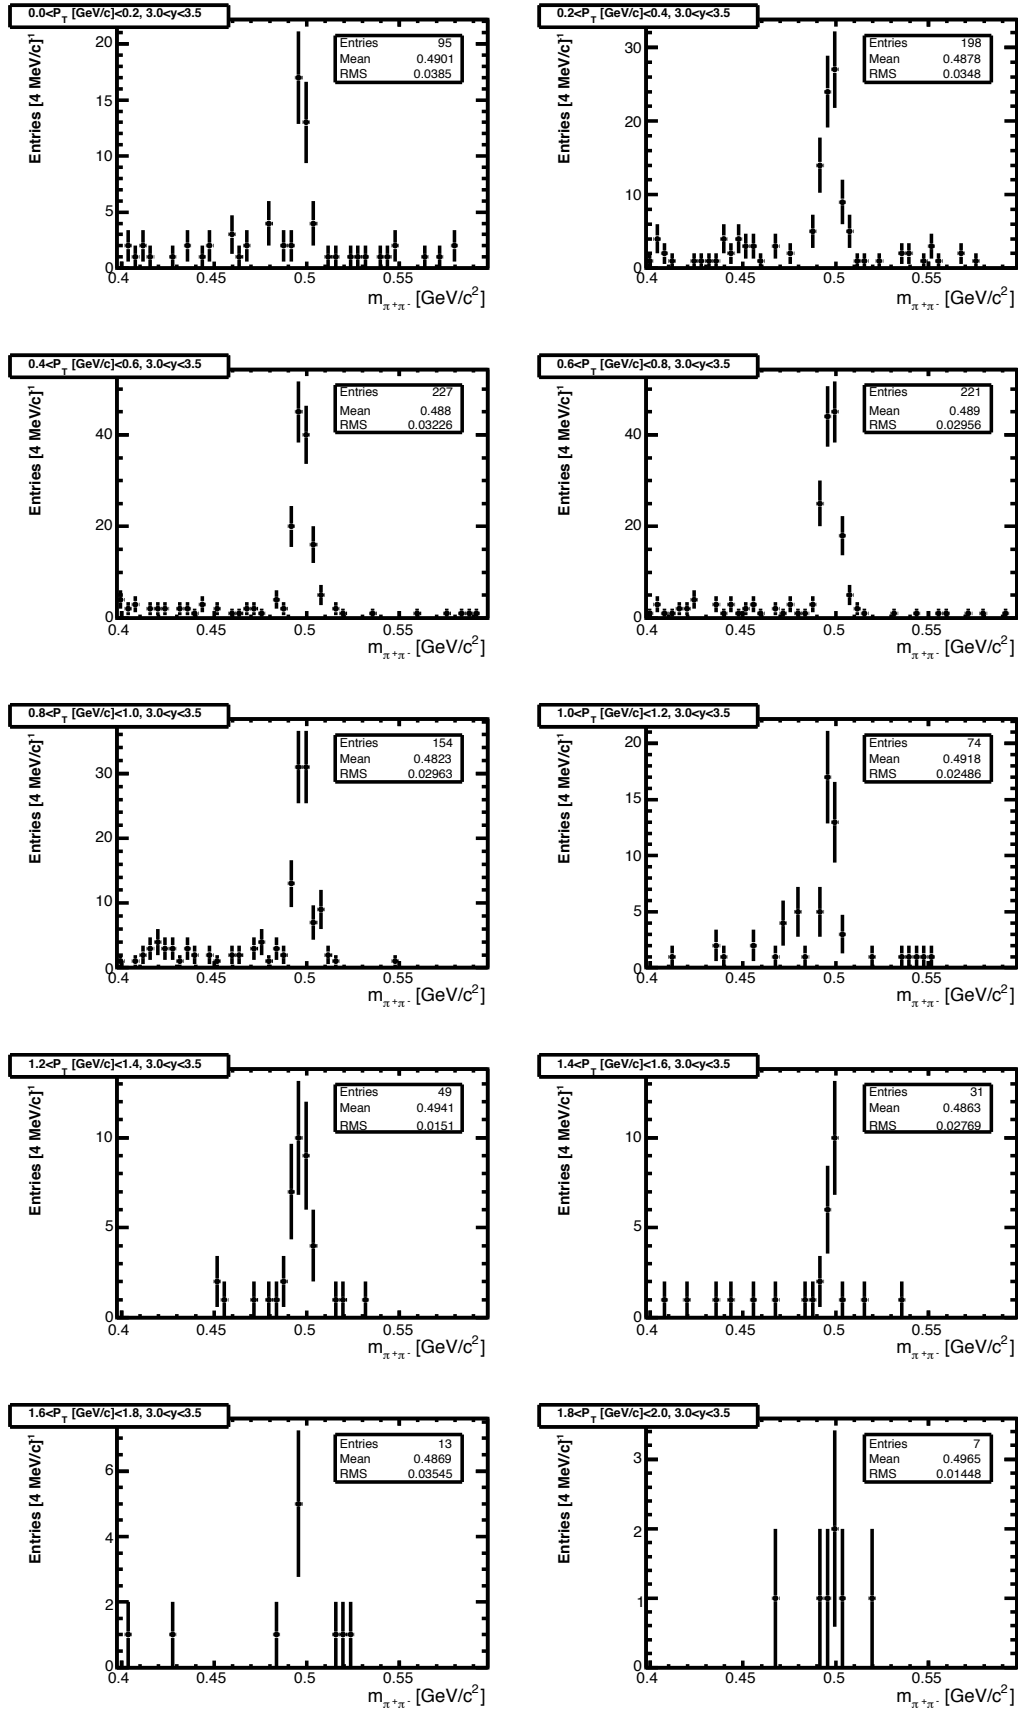 0.0<P_T [GeV/c]<0.2, 3.0<y<3.5
Entries 95
Mean 0.4901
RMS 0.0385
Entries [4 MeV/c]⁻¹
20
15
10
5
0
0.4 0.45 0.5 0.55
m_π⁺π⁻ [GeV/c²]
0.2<P_T [GeV/c]<0.4, 3.0<y<3.5
Entries 198
Mean 0.4878
RMS 0.0348
Entries [4 MeV/c]⁻¹
30
20
10
0
0.4 0.45 0.5 0.55
m_π⁺π⁻ [GeV/c²]
0.4<P_T [GeV/c]<0.6, 3.0<y<3.5
Entries 227
Mean 0.488
RMS 0.03226
Entries [4 MeV/c]⁻¹
40
20
0
0.4 0.45 0.5 0.55
m_π⁺π⁻ [GeV/c²]
0.6<P_T [GeV/c]<0.8, 3.0<y<3.5
Entries 221
Mean 0.489
RMS 0.02956
Entries [4 MeV/c]⁻¹
40
20
0
0.4 0.45 0.5 0.55
m_π⁺π⁻ [GeV/c²]
0.8<P_T [GeV/c]<1.0, 3.0<y<3.5
Entries 154
Mean 0.4823
RMS 0.02963
Entries [4 MeV/c]⁻¹
30
20
10
0
0.4 0.45 0.5 0.55
m_π⁺π⁻ [GeV/c²]
1.0<P_T [GeV/c]<1.2, 3.0<y<3.5
Entries 74
Mean 0.4918
RMS 0.02486
Entries [4 MeV/c]⁻¹
20
15
10
5
0
0.4 0.45 0.5 0.55
m_π⁺π⁻ [GeV/c²]
1.2<P_T [GeV/c]<1.4, 3.0<y<3.5
Entries 49
Mean 0.4941
RMS 0.0151
Entries [4 MeV/c]⁻¹
10
5
0
0.4 0.45 0.5 0.55
m_π⁺π⁻ [GeV/c²]
1.4<P_T [GeV/c]<1.6, 3.0<y<3.5
Entries 31
Mean 0.4863
RMS 0.02769
Entries [4 MeV/c]⁻¹
10
5
0
0.4 0.45 0.5 0.55
m_π⁺π⁻ [GeV/c²]
1.6<P_T [GeV/c]<1.8, 3.0<y<3.5
Entries 13
Mean 0.4869
RMS 0.03545
Entries [4 MeV/c]⁻¹
6
4
2
0
0.4 0.45 0.5 0.55
m_π⁺π⁻ [GeV/c²]
1.8<P_T [GeV/c]<2.0, 3.0<y<3.5
Entries 7
Mean 0.4965
RMS 0.01448
Entries [4 MeV/c]⁻¹
3
2
1
0
0.4 0.45 0.5 0.55
m_π⁺π⁻ [GeV/c²]